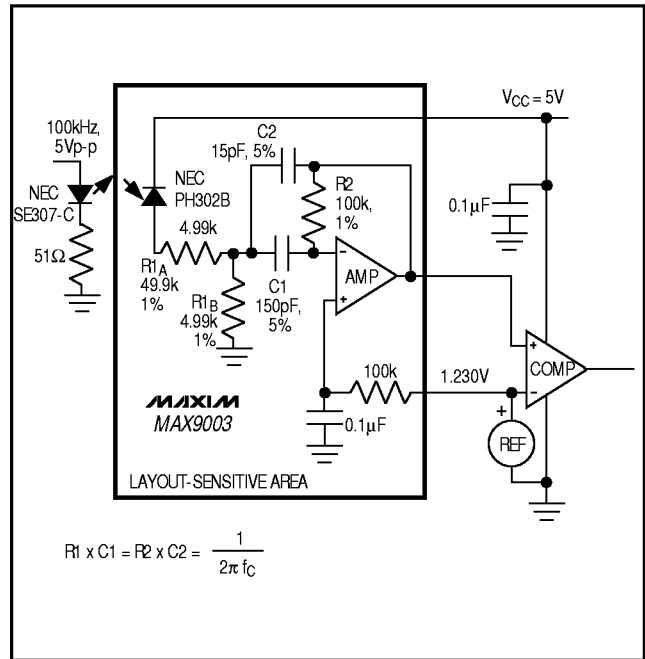 VCC = 5V
100kHz,
5Vp-p
NEC
SE307-C
51Ω
NEC
PH302B
C2
15pF, 5%
R2
100k,
1%
0.1µF
4.99k
R1A
49.9k
1%
R1B
4.99k
1%
C1
150pF,
5%
−
+
AMP
100k
1.230V
0.1µF
+
−
COMP
+
REF
MAXIM
MAX9003
LAYOUT-SENSITIVE AREA
R1 x C1 = R2 x C2 = 1
2π fC